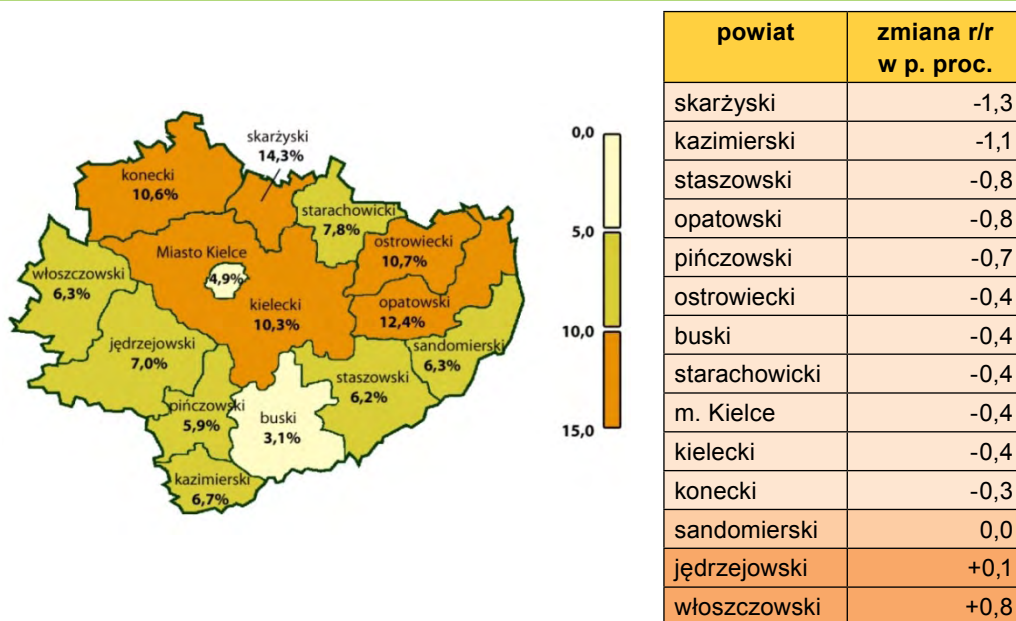 skarżyski
14,3%
konecki
10,6%
starachowicki
7,8%
ostrowiecki
10,7%
Miasto Kielce
4,9%
włoszczowski
6,3%
kielecki
10,3%
opatowski
12,4%
jędrzejowski
7,0%
sandomierski
6,3%
staszowski
6,2%
pińczowski
5,9%
buski
3,1%
kazimierski
6,7%
0,0
5,0
10,0
15,0
powiat zmiana r/r
w p. proc.
skarżyski -1,3
kazimierski -1,1
staszowski -0,8
opatowski -0,8
pińczowski -0,7
ostrowiecki -0,4
buski -0,4
starachowicki -0,4
m. Kielce -0,4
kielecki -0,4
konecki -0,3
sandomierski 0,0
jędrzejowski +0,1
włoszczowski +0,8